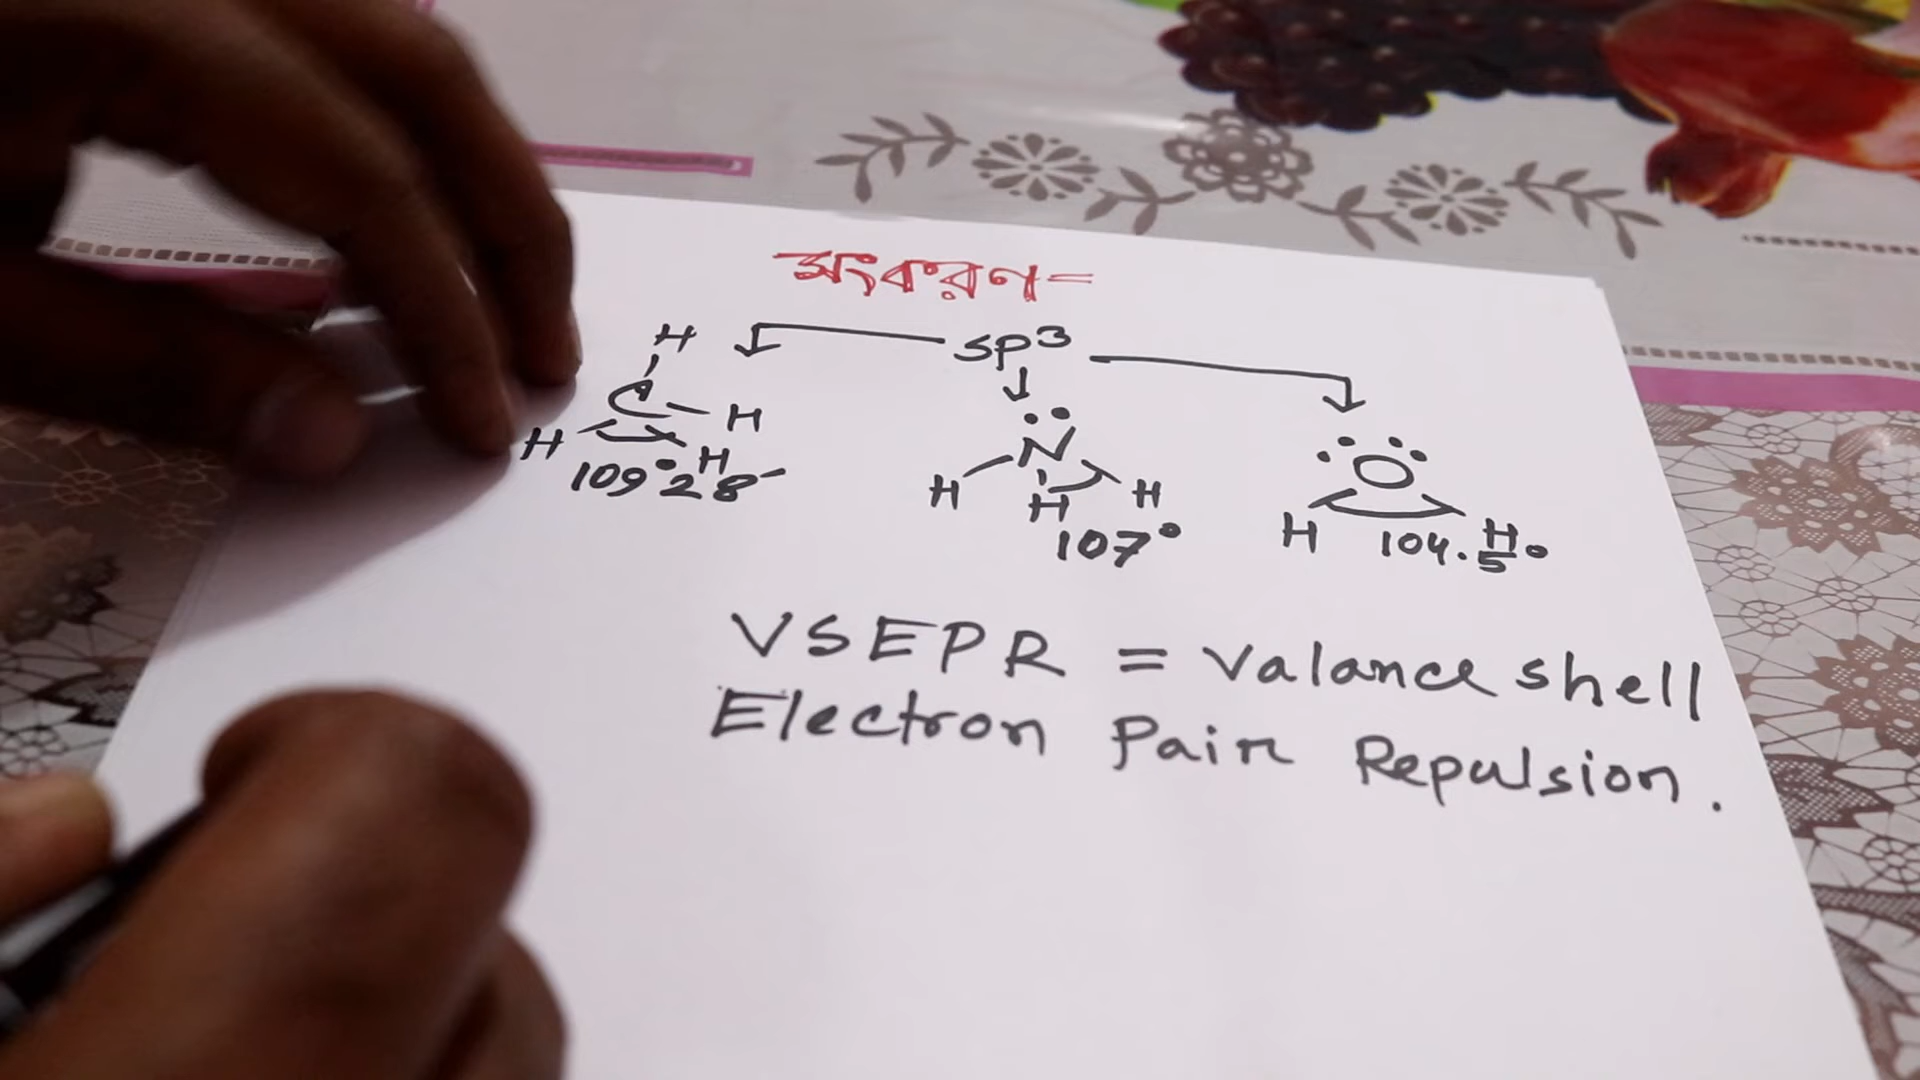 সংকরণ=
SP³
H
C
H
H
H
109°28'
N
H
H
H
107°
O
H
H
104.5°
VSEPR = Valance shell
Electron Pair Repulsion.